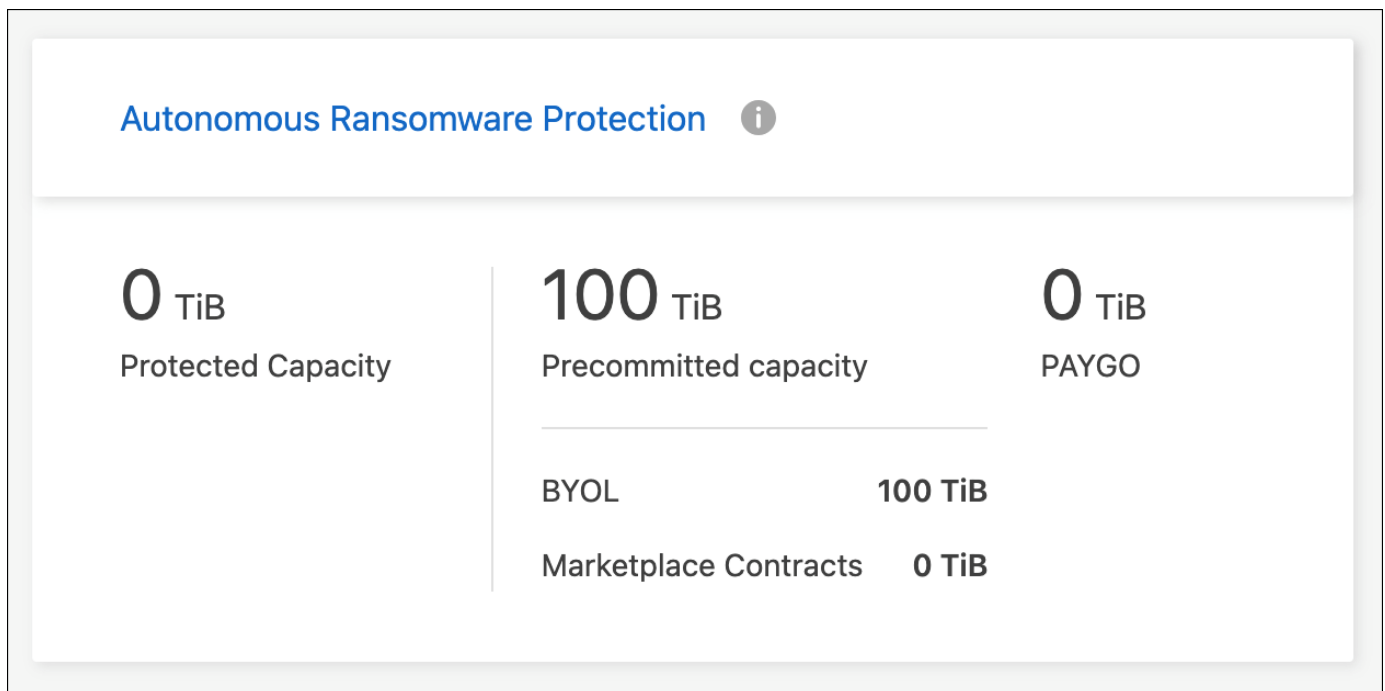 Autonomous Ransomware Protection
0 TiB
Protected Capacity
100 TiB
Precommitted capacity
BYOL 100 TiB
Marketplace Contracts 0 TiB
0 TiB
PAYGO